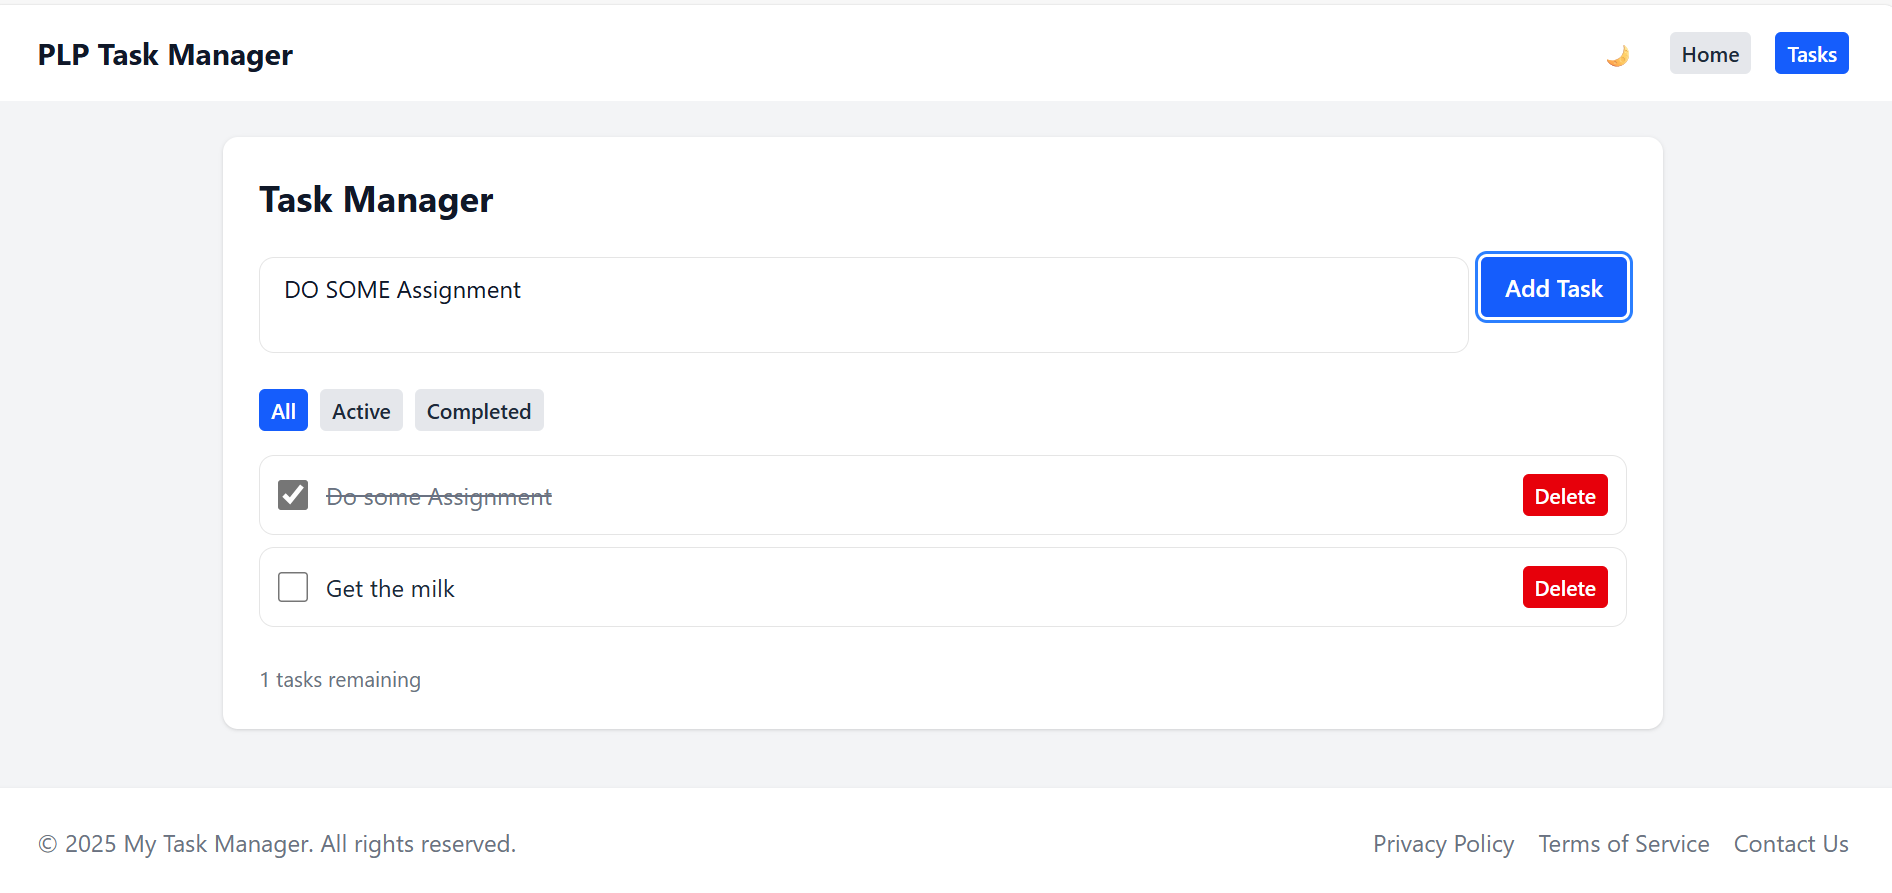 PLP Task Manager
Home
Tasks
Task Manager
DO SOME Assignment
Add Task
All
Active
Completed
Do some Assignment
Delete
Get the milk
Delete
1 tasks remaining
© 2025 My Task Manager. All rights reserved.
Privacy Policy
Terms of Service
Contact Us